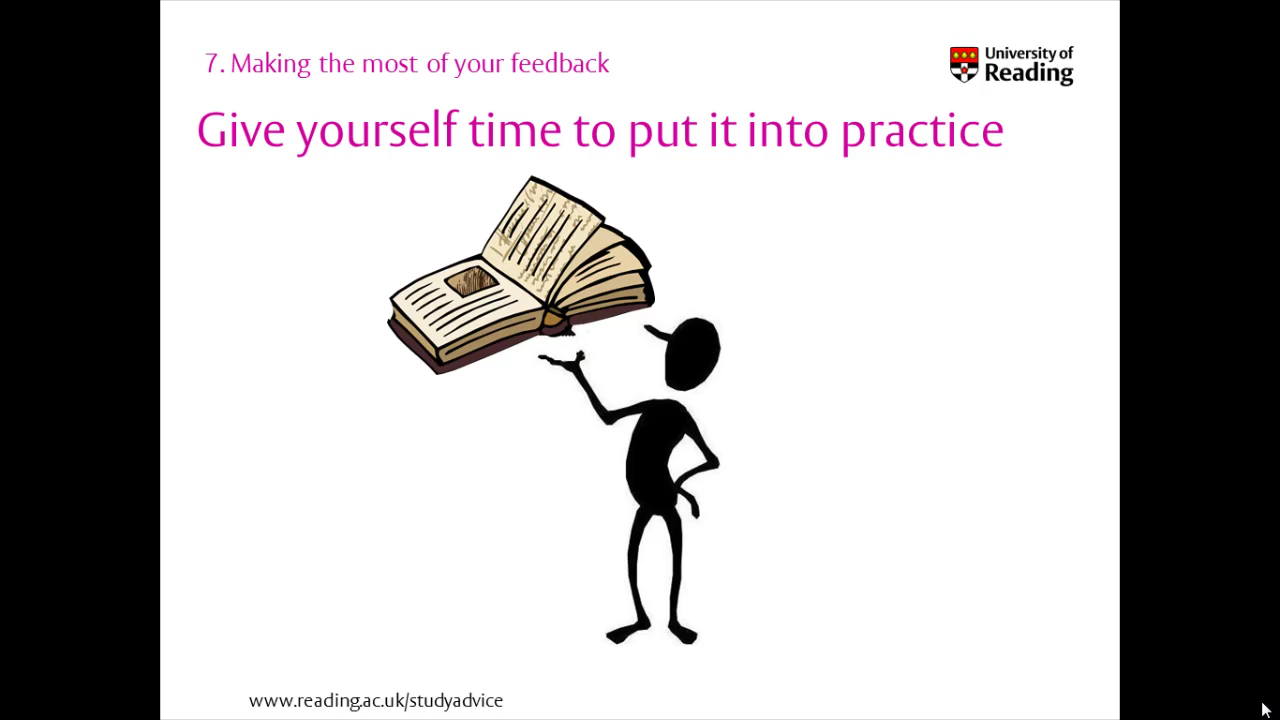 7. Making the most of your feedback
University of
Reading
Give yourself time to put it into practice
www.reading.ac.uk/studyadvice